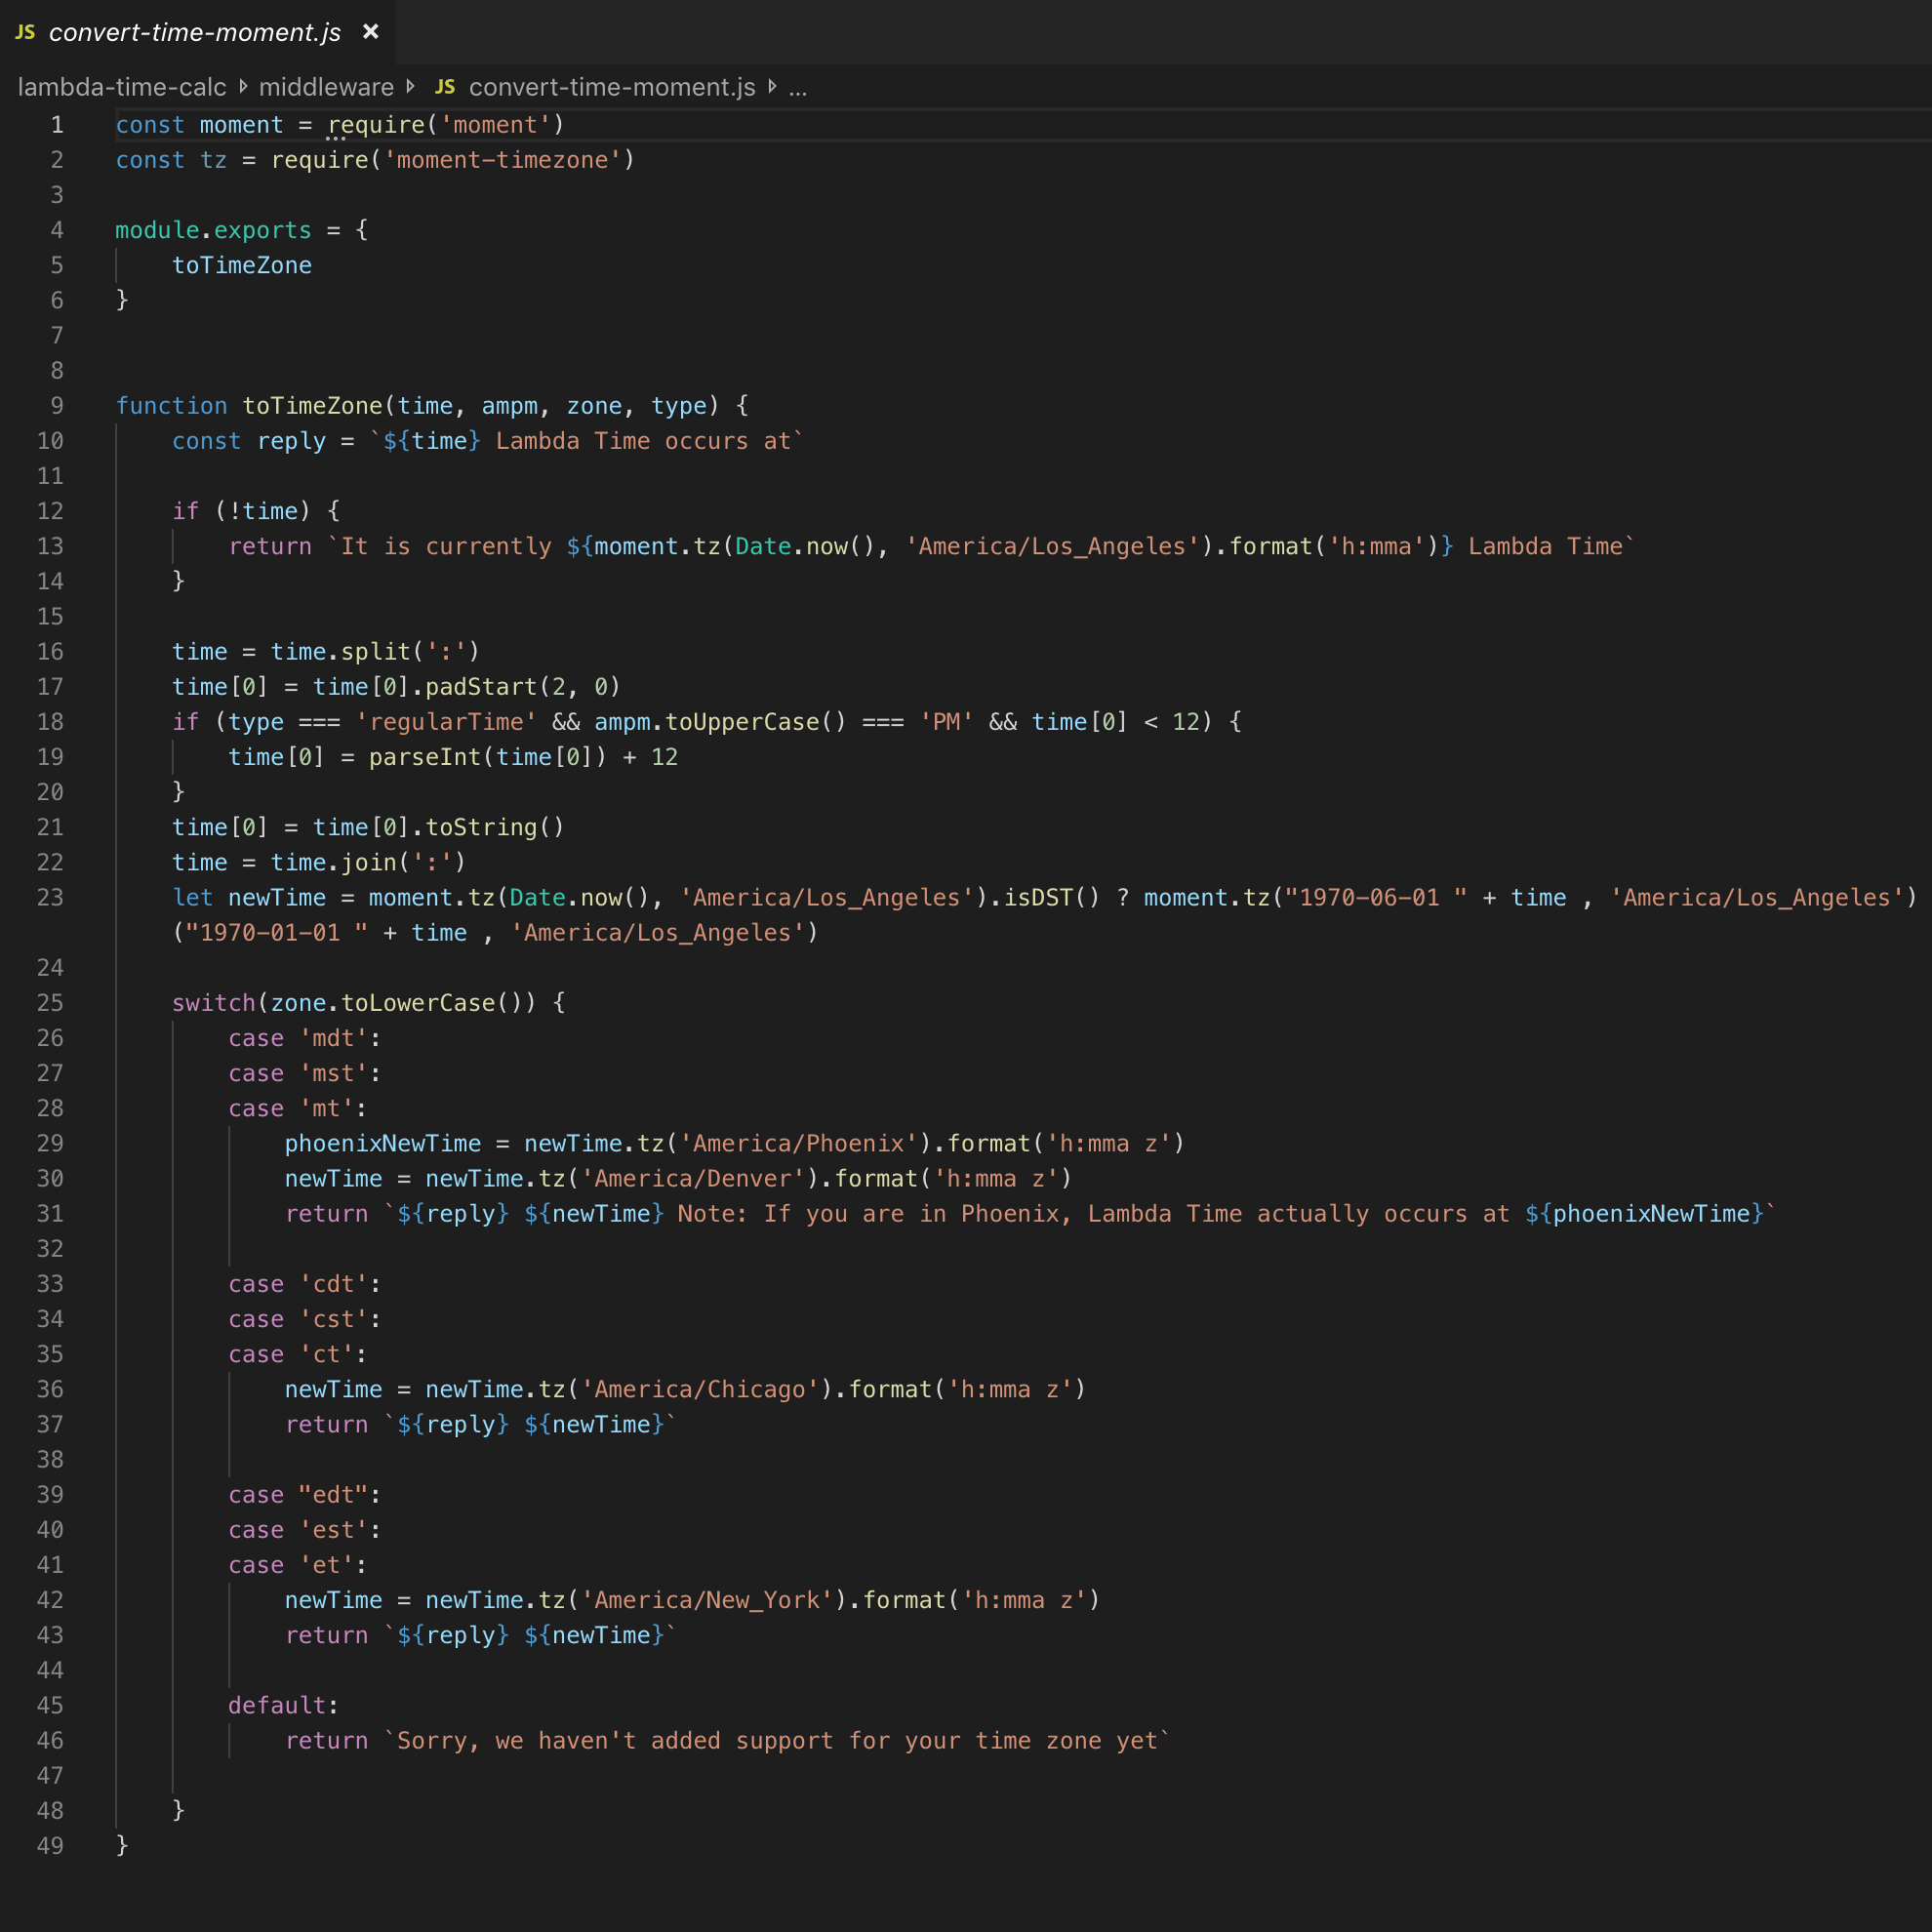 JS convert-time-moment.js ×
lambda-time-calc middleware JS convert-time-moment.js ...
1 const moment = require('moment')
2 const tz = require('moment-timezone')
3
4 module.exports = {
5     toTimeZone
6 }
7
8
9 function toTimeZone(time, ampm, zone, type) {
10     const reply = `${time} Lambda Time occurs at`
11
12     if (!time) {
13         return `It is currently ${moment.tz(Date.now(), 'America/Los_Angeles').format('h:mma')} Lambda Time`
14     }
15
16     time = time.split(':')
17     time[0] = time[0].padStart(2, 0)
18     if (type === 'regularTime' && ampm.toUpperCase() === 'PM' && time[0] < 12) {
19         time[0] = parseInt(time[0]) + 12
20     }
21     time[0] = time[0].toString()
22     time = time.join(':')
23     let newTime = moment.tz(Date.now(), 'America/Los_Angeles').isDST() ? moment.tz("1970-06-01 " + time , 'America/Los_Angeles')
    ("1970-01-01 " + time , 'America/Los_Angeles')
24
25     switch(zone.toLowerCase()) {
26         case 'mdt':
27         case 'mst':
28         case 'mt':
29             phoenixNewTime = newTime.tz('America/Phoenix').format('h:mma z')
30             newTime = newTime.tz('America/Denver').format('h:mma z')
31             return `${reply} ${newTime} Note: If you are in Phoenix, Lambda Time actually occurs at ${phoenixNewTime}`
32
33         case 'cdt':
34         case 'cst':
35         case 'ct':
36             newTime = newTime.tz('America/Chicago').format('h:mma z')
37             return `${reply} ${newTime}`
38
39         case "edt":
40         case 'est':
41         case 'et':
42             newTime = newTime.tz('America/New_York').format('h:mma z')
43             return `${reply} ${newTime}`
44
45         default:
46             return `Sorry, we haven't added support for your time zone yet`
47
48     }
49 }